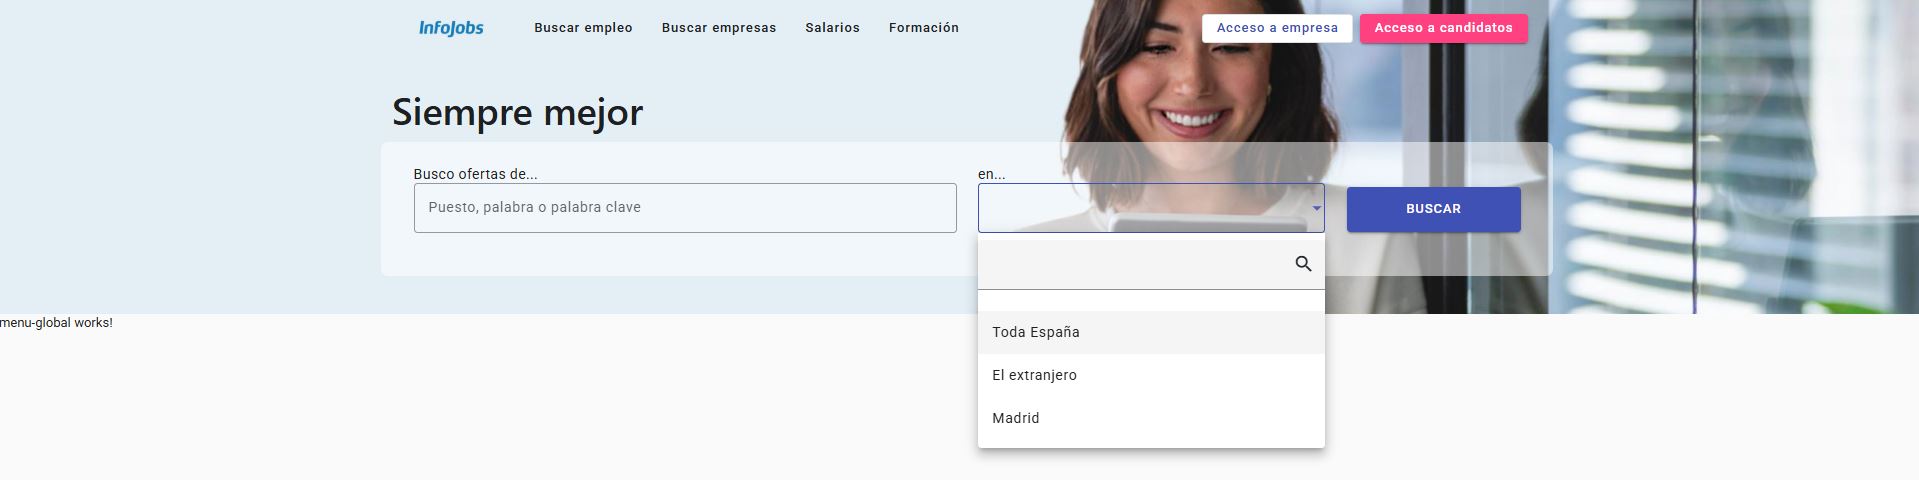 InfoJobs Buscar empleo Buscar empresas Salarios Formación Acceso a empresa Acceso a candidatos
Siempre mejor
Busco ofertas de... en...
Puesto, palabra o palabra clave BUSCAR
menu-global works!
Toda España
El extranjero
Madrid